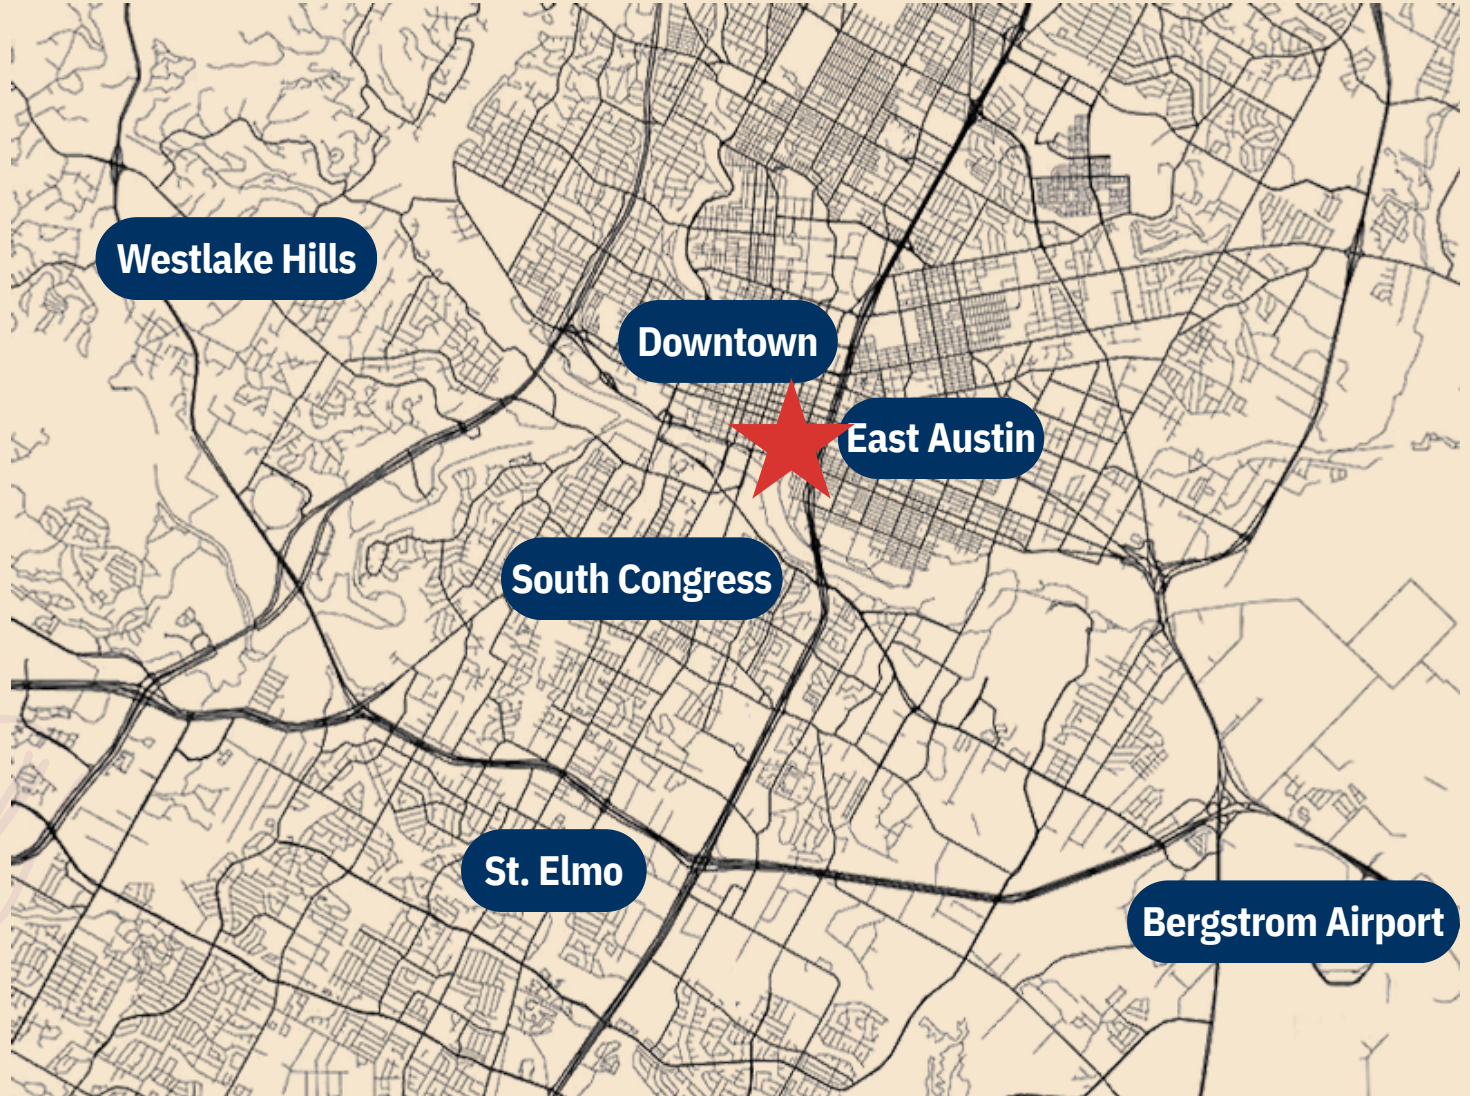 Westlake Hills
Downtown
East Austin
South Congress
St. Elmo
Bergstrom Airport